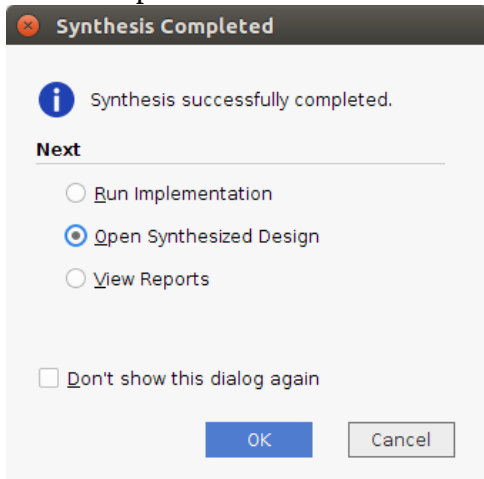 Synthesis Completed
Synthesis successfully completed.
Next
Run Implementation
Open Synthesized Design
View Reports
Don't show this dialog again
OK Cancel